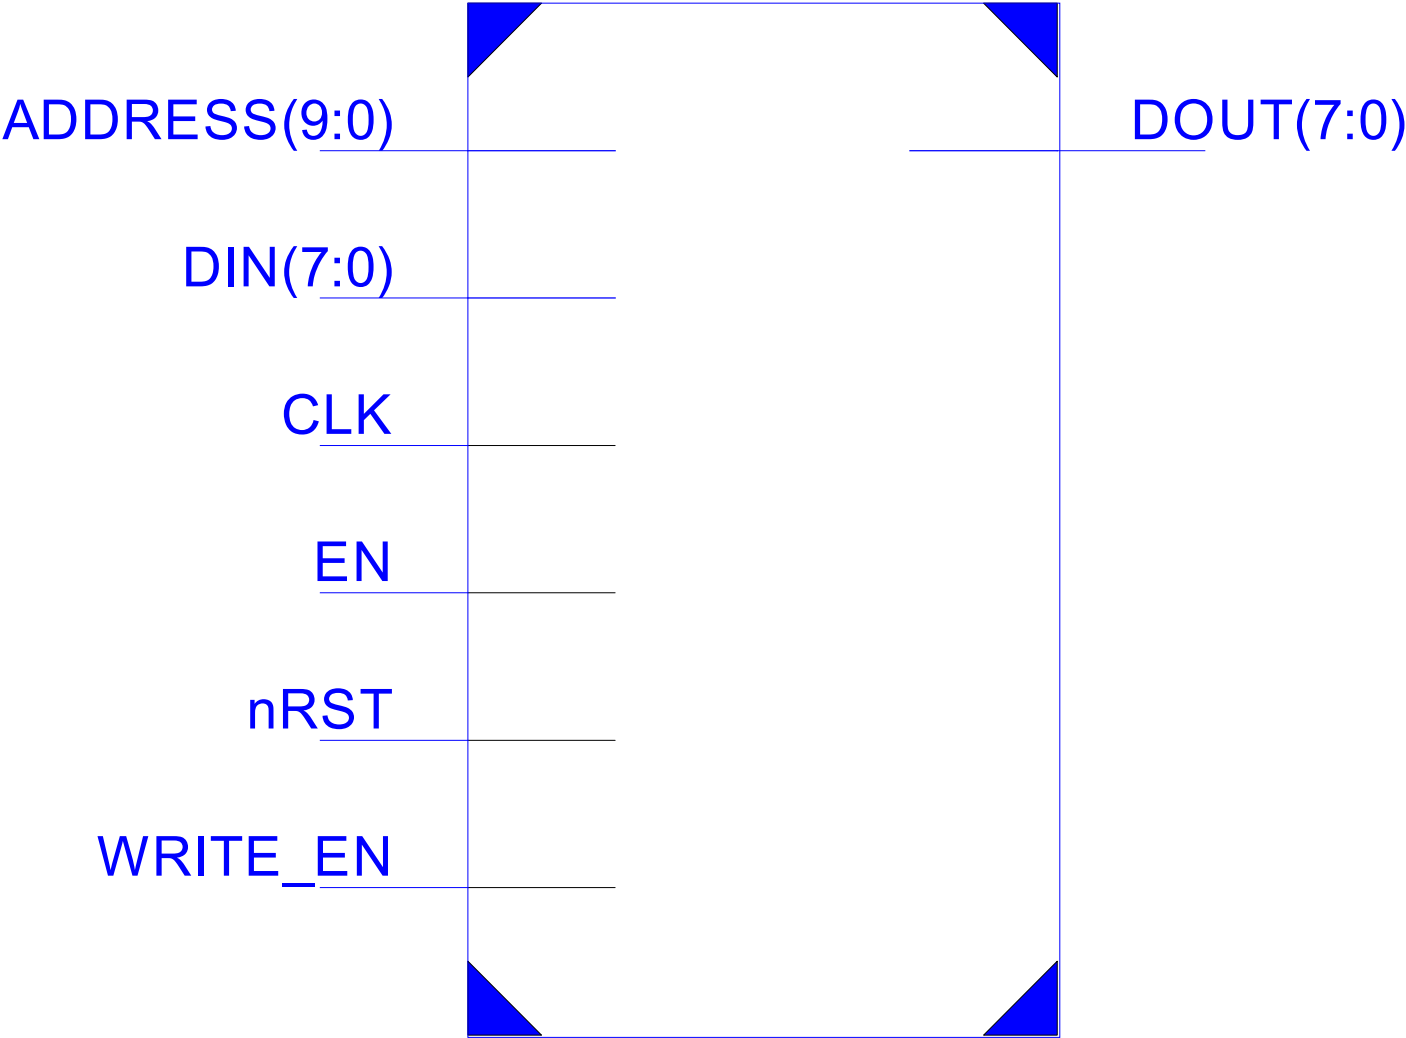 ADDRESS(9:0)
DOUT(7:0)
DIN(7:0)
CLK
EN
nRST
WRITE_EN